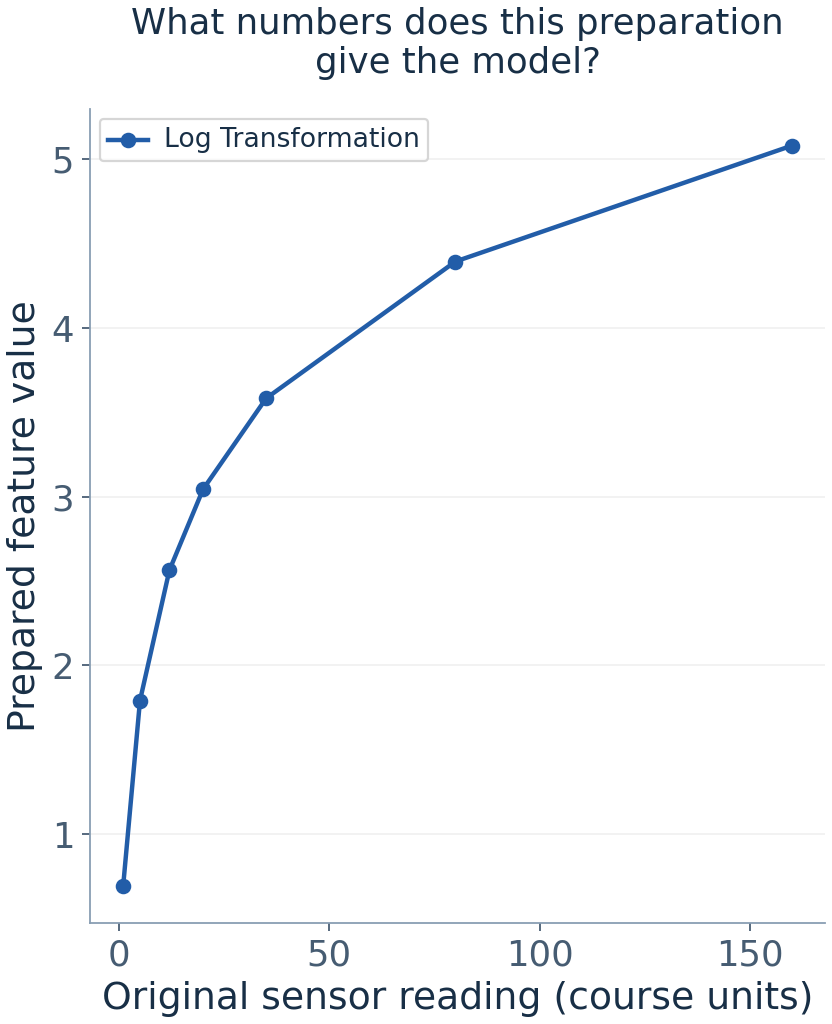 What numbers does this preparation
give the model?
Log Transformation
5
4
3
2
1
Prepared feature value
0 50 100 150
Original sensor reading (course units)